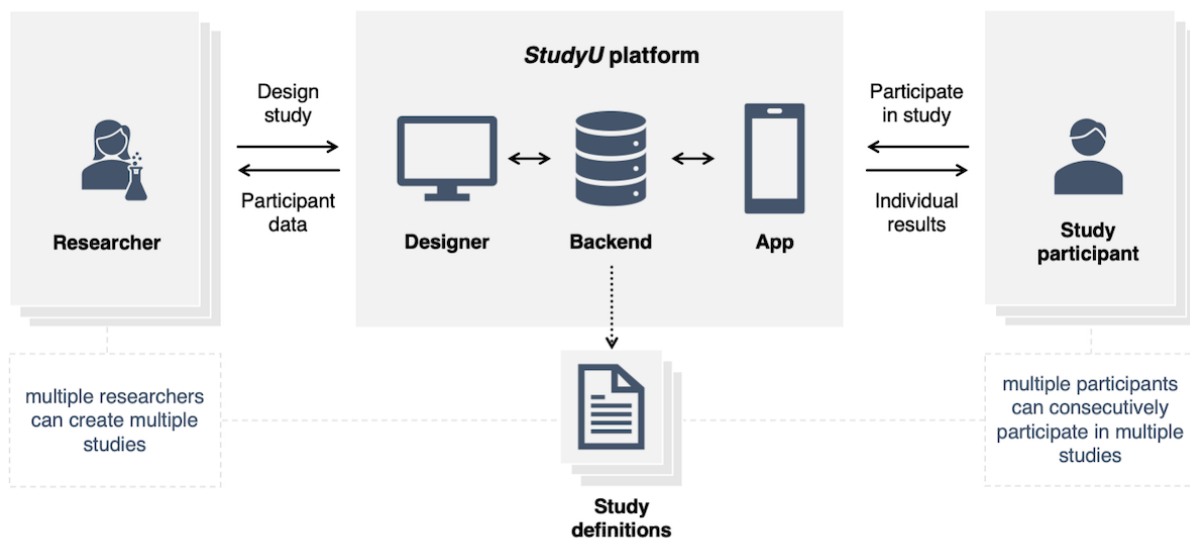 StudyU platform
Design
study
Participant
data
Researcher
Designer
Backend
App
Participate
in study
Individual
results
Study
participant
multiple researchers
can create multiple
studies
multiple participants
can consecutively
participate in multiple
studies
Study
definitions